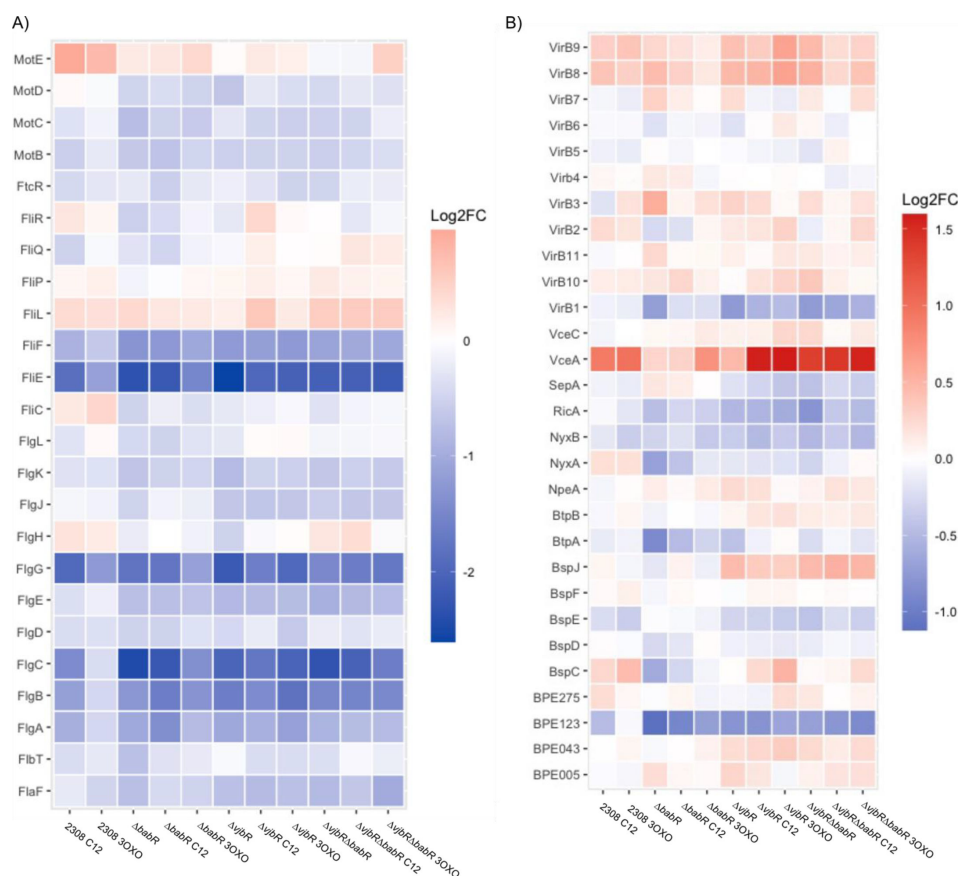 A)
MotE
MotD
MotC
MotB
FtcR
FliR
FliQ
FliP
FliL
FliF
FliE
FliC
FlgL
FlgK
FlgJ
FlgH
FlgG
FlgE
FlgD
FlgC
FlgB
FlgA
FlbT
FlaF
2308 C12
2308 3OXO
ΔbabR
ΔbabR C12
ΔbabR 3OXO
ΔvjbR
ΔvjbR C12
ΔvjbR 3OXO
ΔvjbRΔbabR
ΔvjbRΔbabR C12
ΔvjbRΔbabR 3OXO
Log2FC
0
-1
-2
B)
VirB9
VirB8
VirB7
VirB6
VirB5
Virb4
VirB3
VirB2
VirB11
VirB10
VirB1
VceC
VceA
SepA
RicA
NyxB
NyxA
NpeA
BtpB
BtpA
BspJ
BspF
BspE
BspD
BspC
BPE275
BPE123
BPE043
BPE005
2308 C12
2308 3OXO
ΔbabR
ΔbabR C12
ΔbabR 3OXO
ΔvjbR
ΔvjbR C12
ΔvjbR 3OXO
ΔvjbRΔbabR
ΔvjbRΔbabR C12
ΔvjbRΔbabR 3OXO
Log2FC
1.5
1.0
0.5
0.0
-0.5
-1.0